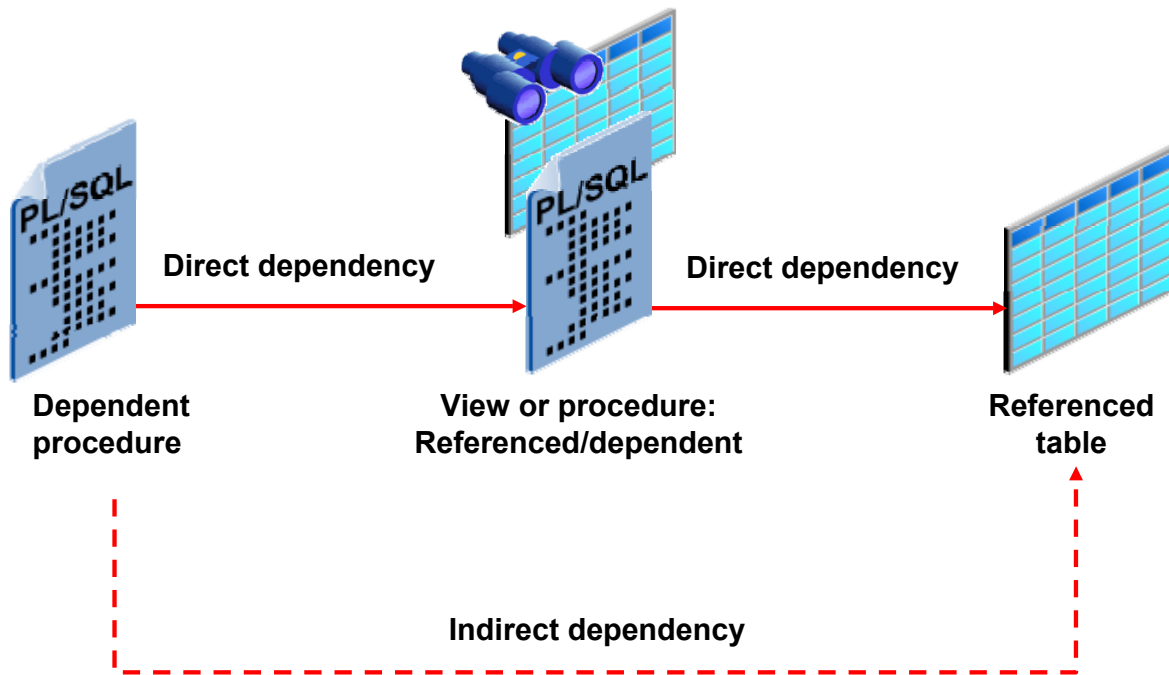 PL/SQL
PL/SQL
Direct dependency
Direct dependency
Dependent
procedure
View or procedure:
Referenced/dependent
Referenced
table
Indirect dependency